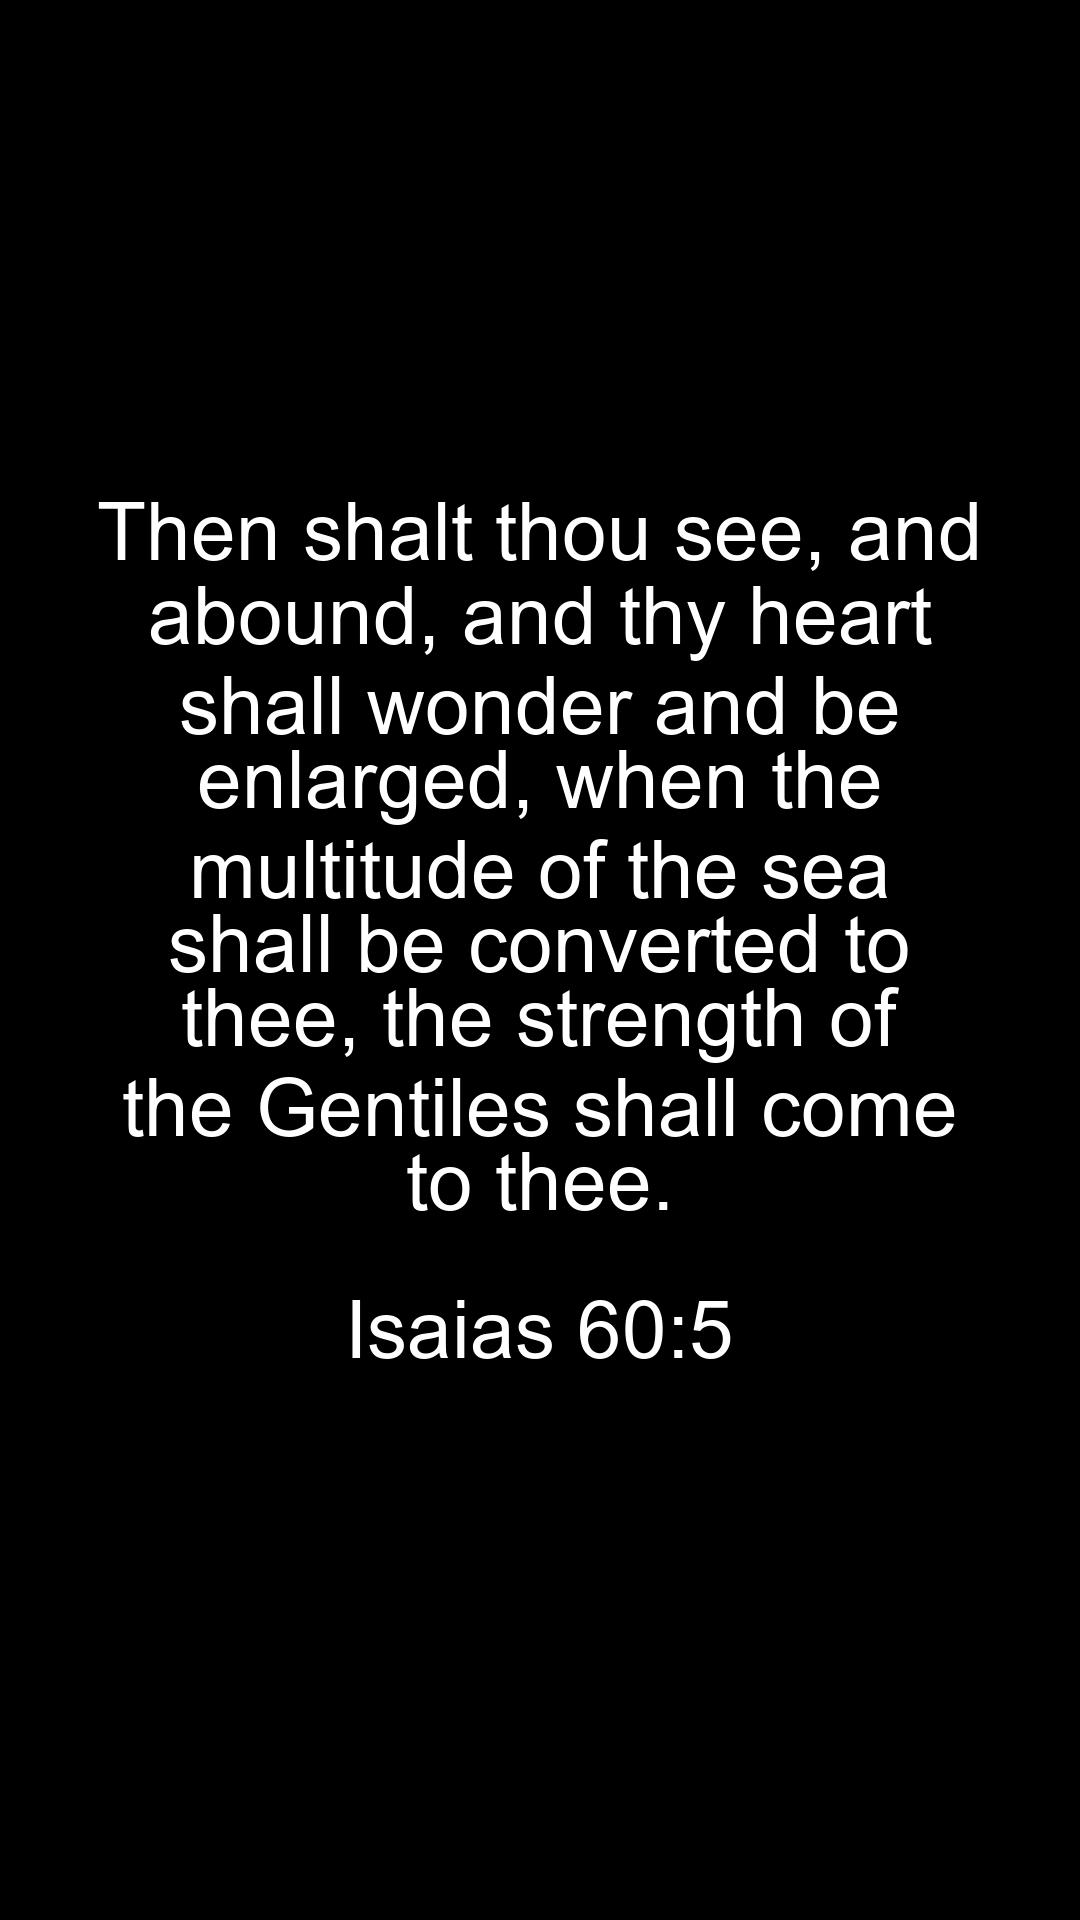 Then shalt thou see, and
abound, and thy heart
shall wonder and be
enlarged, when the
multitude of the sea
shall be converted to
thee, the strength of
the Gentiles shall come
to thee.
Isaias 60:5